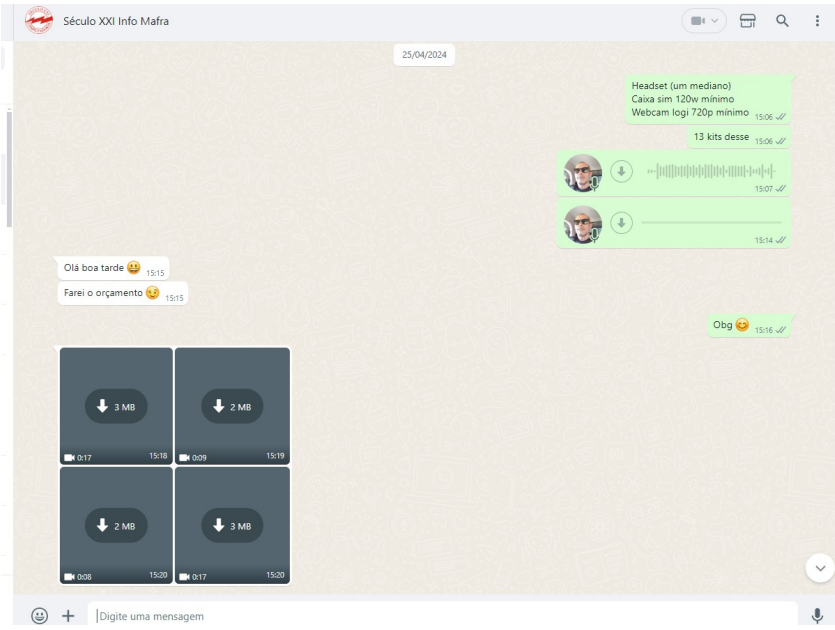 Século XXI Info Mafra
25/04/2024
Headset (um mediano)
Caixa sim 120w mínimo
Webcam logi 720p mínimo 15:06
13 kits desse 15:06
15:07
15:14
Olá boa tarde 😃 15:15
Farei o orçamento 😉 15:15
Obg 😊 15:16
3 MB
2 MB
0:17 15:18
0:09 15:19
2 MB
3 MB
0:08 15:20
0:17 15:20
Digite uma mensagem